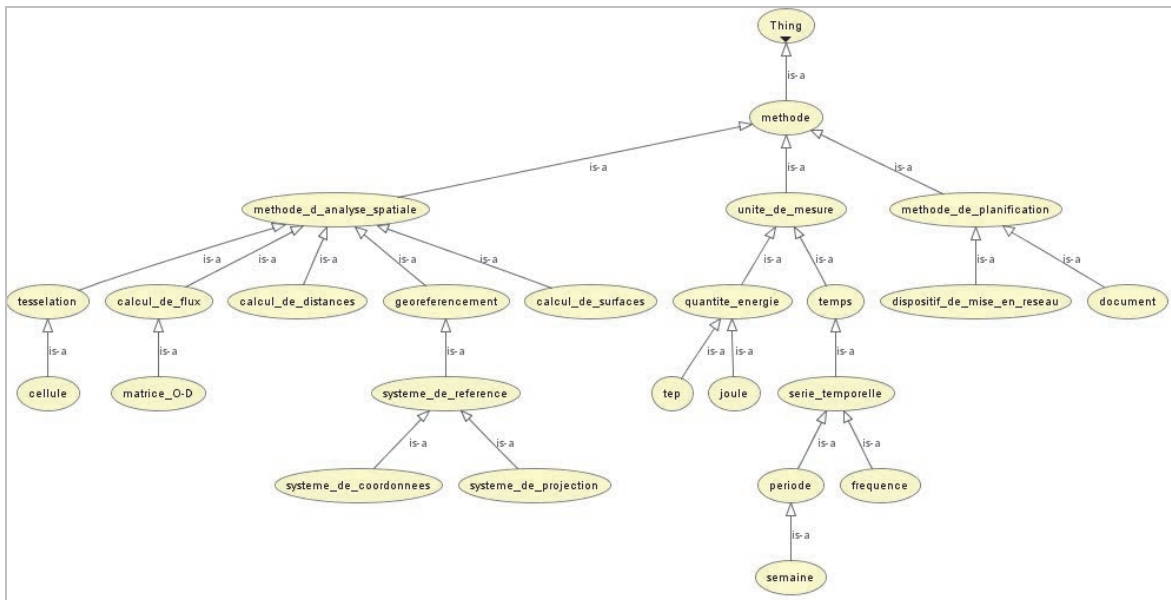 Thing
is-a
methode
is-a
is-a
is-a
methode_d_analyse_spatiale
unite_de_mesure
methode_de_planification
is-a
is-a
is-a
is-a
is-a
is-a
is-a
is-a
is-a
tesselation
calcul_de_flux
calcul_de_distances
georeferencement
calcul_de_surfaces
quantite_energie
temps
dispositif_de_mise_en_reseau
document
is-a
is-a
is-a
is-a
is-a
is-a
cellule
matrice_O-D
systeme_de_reference
tep
joule
serie_temporelle
is-a
is-a
is-a
is-a
systeme_de_coordonnees
systeme_de_projection
periode
frequence
is-a
semaine